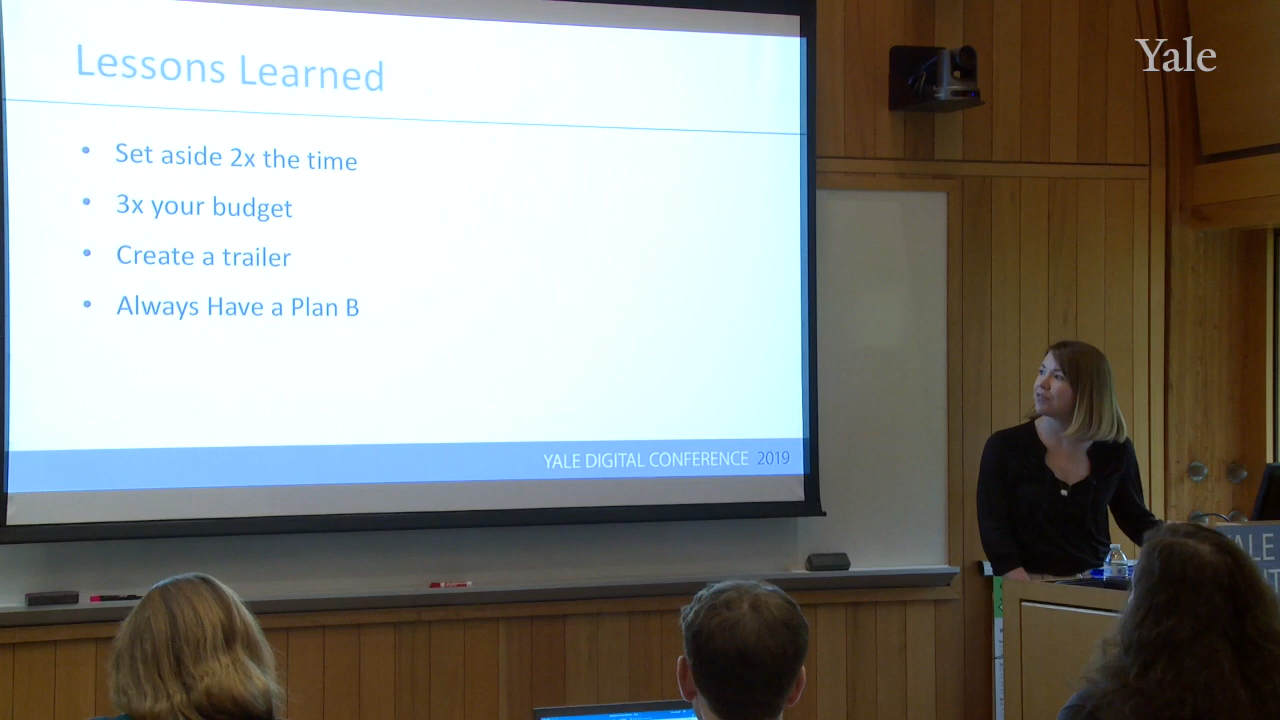 Lessons Learned
Yale
• Set aside 2x the time
• 3x your budget
• Create a trailer
• Always Have a Plan B
YALE DIGITAL CONFERENCE 2019
YALE